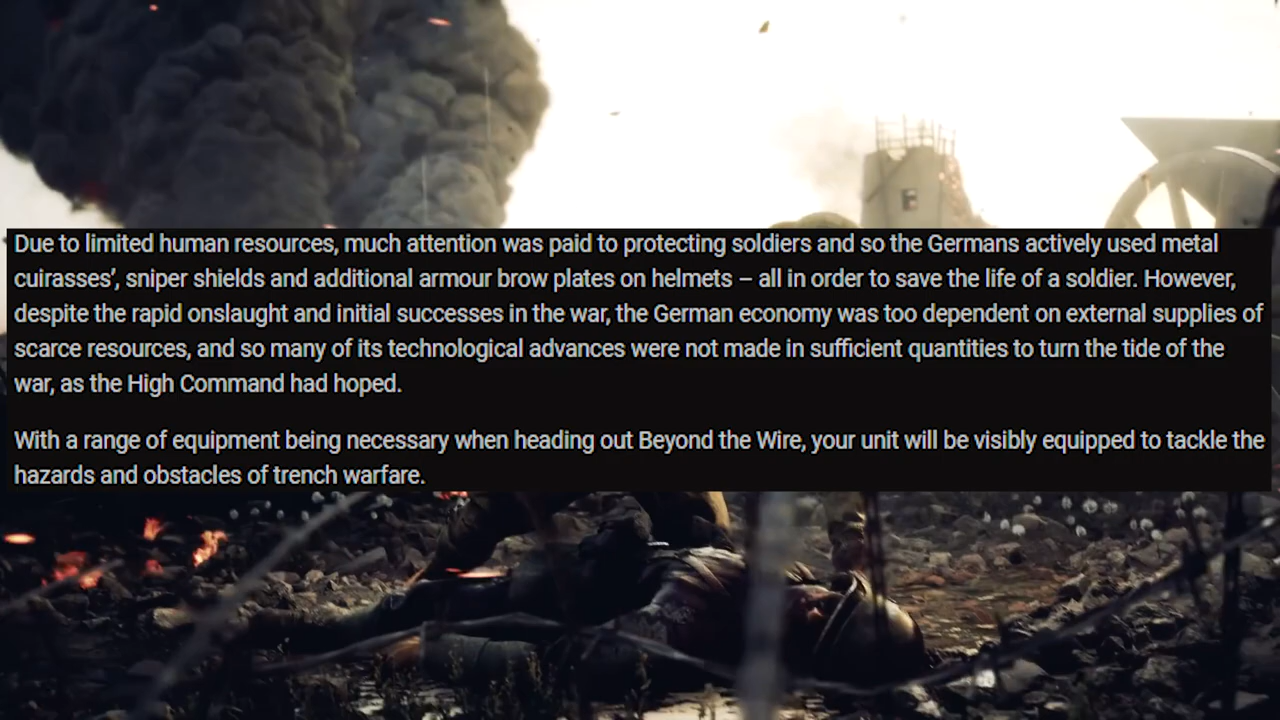 Due to limited human resources, much attention was paid to protecting soldiers and so the Germans actively used metal
cuirasses’, sniper shields and additional armour brow plates on helmets – all in order to save the life of a soldier. However,
despite the rapid onslaught and initial successes in the war, the German economy was too dependent on external supplies of
scarce resources, and so many of its technological advances were not made in sufficient quantities to turn the tide of the
war, as the High Command had hoped.
With a range of equipment being necessary when heading out Beyond the Wire, your unit will be visibly equipped to tackle the
hazards and obstacles of trench warfare.